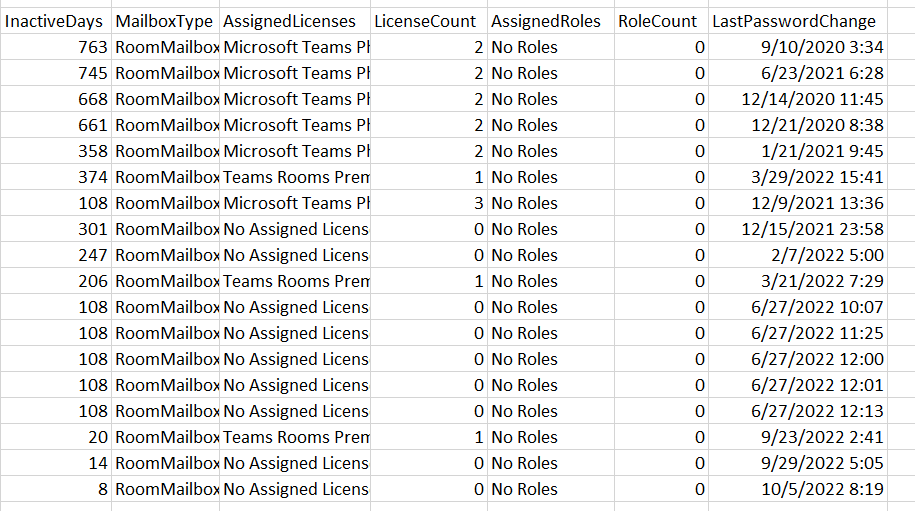 InactiveDays MailboxType AssignedLicenses LicenseCount AssignedRoles RoleCount LastPasswordChange
763 RoomMailbox Microsoft Teams Ph 2 No Roles 0 9/10/2020 3:34
745 RoomMailbox Microsoft Teams Ph 2 No Roles 0 6/23/2021 6:28
668 RoomMailbox Microsoft Teams Ph 2 No Roles 0 12/14/2020 11:45
661 RoomMailbox Microsoft Teams Ph 2 No Roles 0 12/21/2020 8:38
358 RoomMailbox Microsoft Teams Ph 2 No Roles 0 1/21/2021 9:45
374 RoomMailbox Teams Rooms Prem 1 No Roles 0 3/29/2022 15:41
108 RoomMailbox Microsoft Teams Ph 3 No Roles 0 12/9/2021 13:36
301 RoomMailbox No Assigned Licens 0 No Roles 0 12/15/2021 23:58
247 RoomMailbox No Assigned Licens 0 No Roles 0 2/7/2022 5:00
206 RoomMailbox Teams Rooms Prem 1 No Roles 0 3/21/2022 7:29
108 RoomMailbox No Assigned Licens 0 No Roles 0 6/27/2022 10:07
108 RoomMailbox No Assigned Licens 0 No Roles 0 6/27/2022 11:25
108 RoomMailbox No Assigned Licens 0 No Roles 0 6/27/2022 12:00
108 RoomMailbox No Assigned Licens 0 No Roles 0 6/27/2022 12:01
108 RoomMailbox No Assigned Licens 0 No Roles 0 6/27/2022 12:13
20 RoomMailbox Teams Rooms Prem 1 No Roles 0 9/23/2022 2:41
14 RoomMailbox No Assigned Licens 0 No Roles 0 9/29/2022 5:05
8 RoomMailbox No Assigned Licens 0 No Roles 0 10/5/2022 8:19